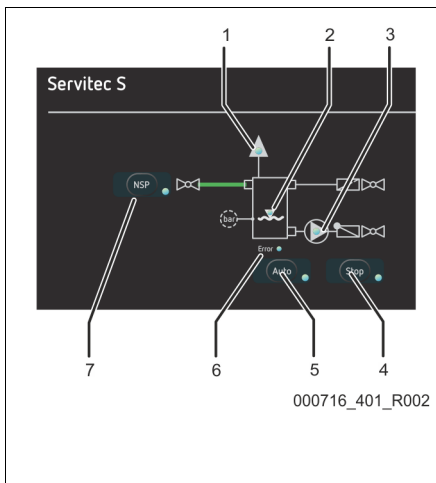 1 2 3
Servitec S
NSP
bar
Error
Auto Stop
7 6 5 4
000716_401_R002